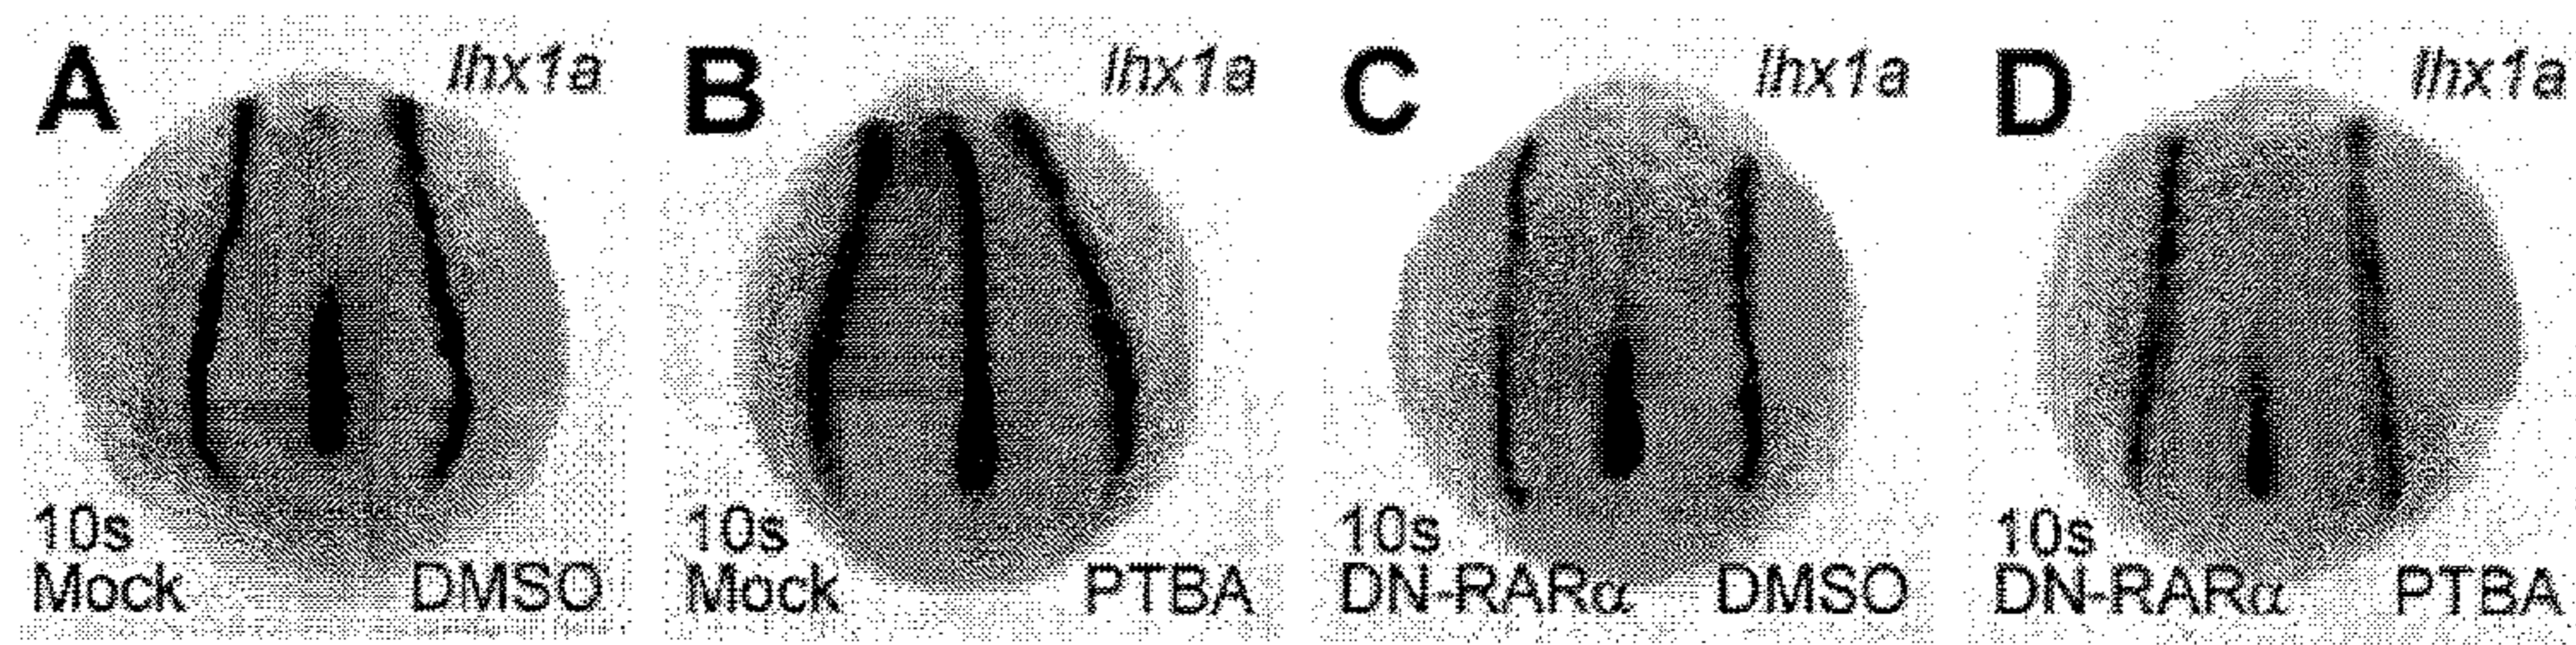 A lhx1a
10s
Mock DMSO
B lhx1a
10s
Mock PTBA
C lhx1a
10s
DN-RARα DMSO
D lhx1a
10s
DN-RARα PTBA